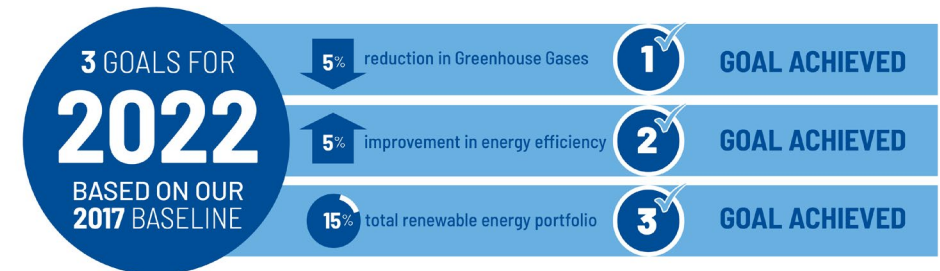 3 GOALS FOR
2022
BASED ON OUR
2017 BASELINE
5% reduction in Greenhouse Gases 1 GOAL ACHIEVED
5% improvement in energy efficiency 2 GOAL ACHIEVED
15% total renewable energy portfolio 3 GOAL ACHIEVED